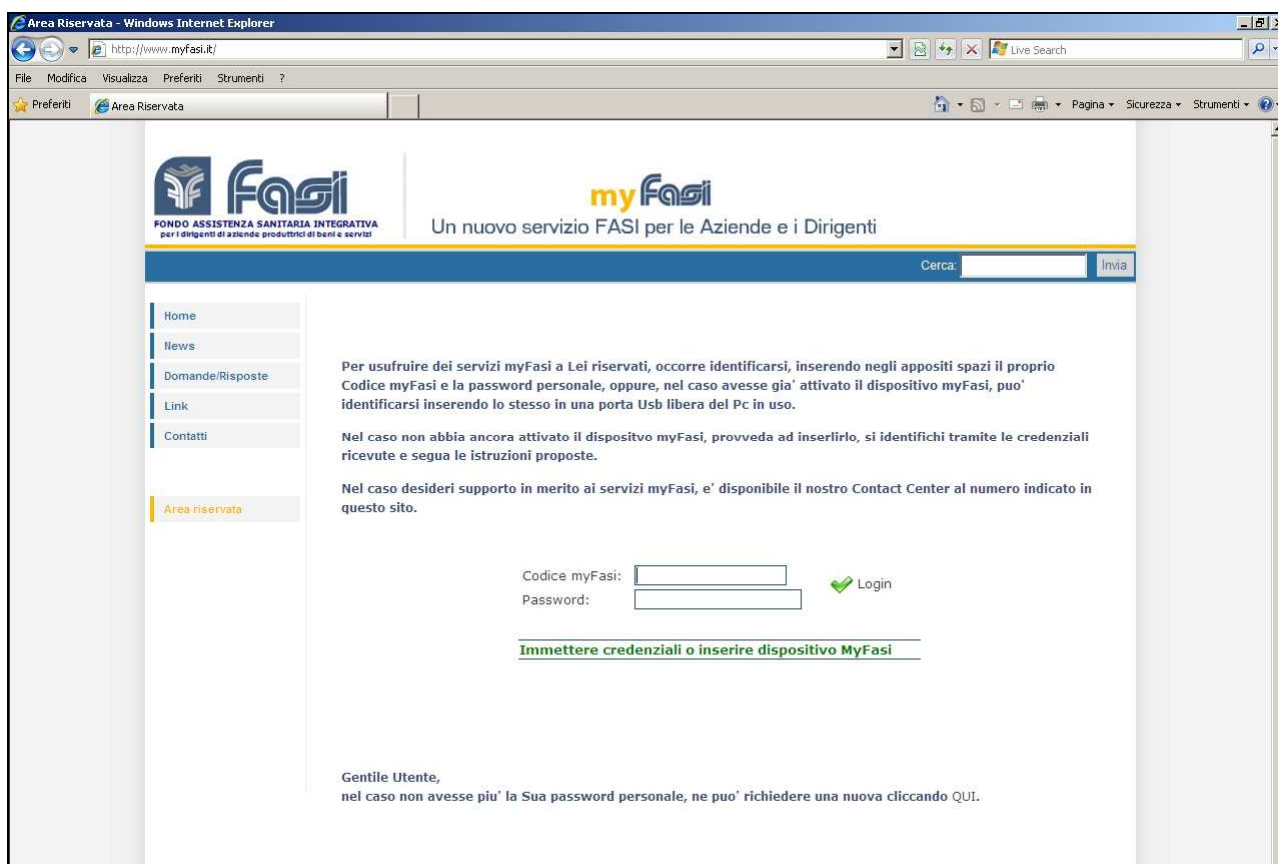 Area Riservata - Windows Internet Explorer
http://www.myfasi.it/
Live Search
File Modifica Visualizza Preferiti Strumenti ?
Preferiti
Area Riservata
Pagina Sicurezza Strumenti
Fasi
FONDO ASSISTENZA SANITARIA INTEGRATIVA
per i dirigenti di aziende produttrici di beni e servizi
my Fasi
Un nuovo servizio FASI per le Aziende e i Dirigenti
Cerca:
Invia
Home
News
Domande/Risposte
Link
Contatti
Area riservata
Per usufruire dei servizi myFasi a Lei riservati, occorre identificarsi, inserendo negli appositi spazi il proprio
Codice myFasi e la password personale, oppure, nel caso avesse gia' attivato il dispositivo myFasi, puo'
identificarsi inserendo lo stesso in una porta Usb libera del Pc in uso.
Nel caso non abbia ancora attivato il dispositvo myFasi, provveda ad inserlirlo, si identifichi tramite le credenziali
ricevute e segua le istruzioni proposte.
Nel caso desideri supporto in merito ai servizi myFasi, e' disponibile il nostro Contact Center al numero indicato in
questo sito.
Codice myFasi:
Password:
Login
Immettere credenziali o inserire dispositivo MyFasi
Gentile Utente,
nel caso non avesse piu' la Sua password personale, ne puo' richiedere una nuova cliccando QUI.